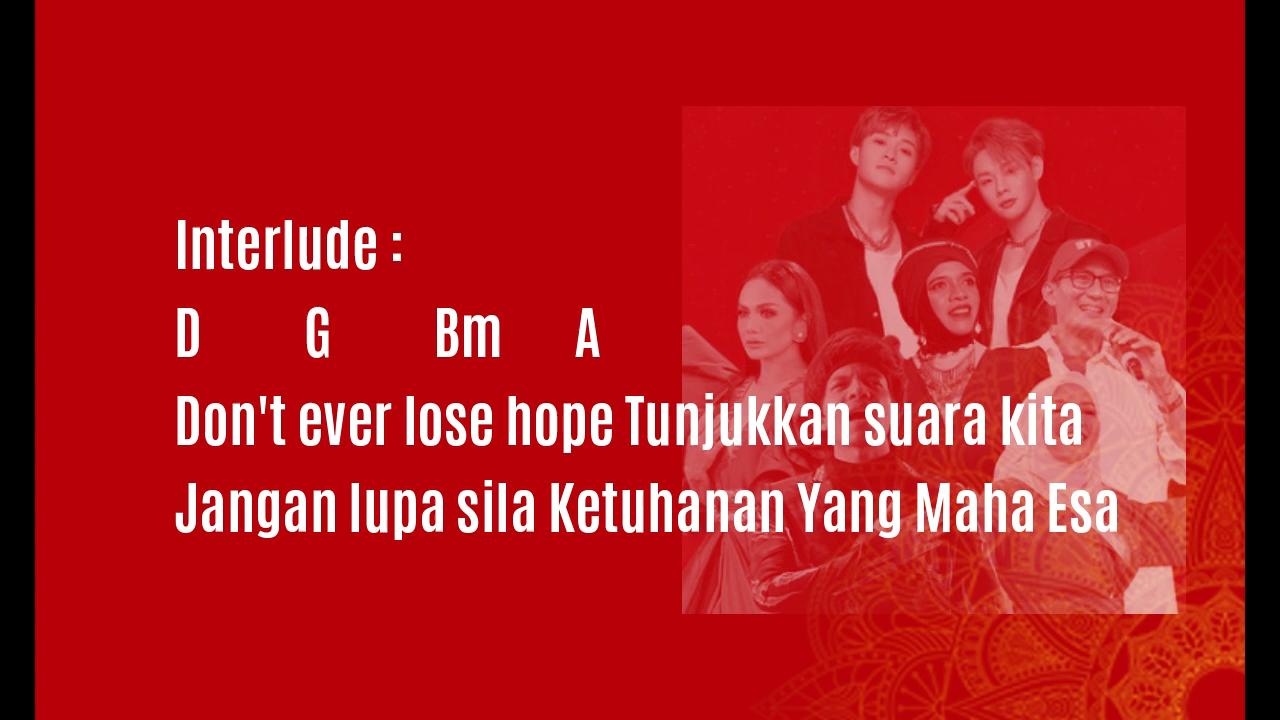 Interlude :
D G Bm A
Don't ever lose hope Tunjukkan suara kita
Jangan lupa sila Ketuhanan Yang Maha Esa